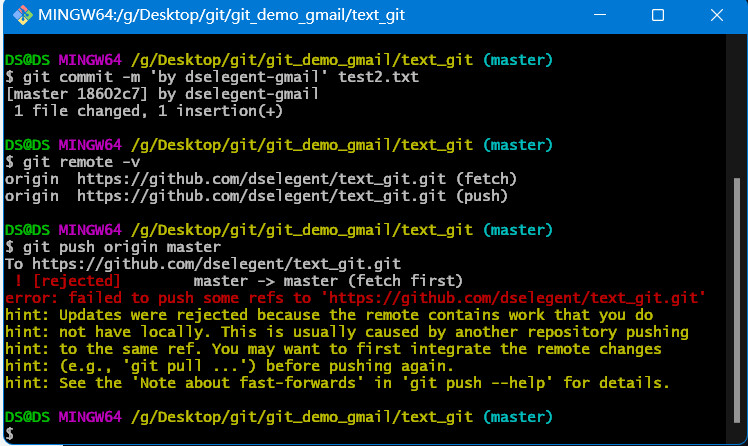 MINGW64:/g/Desktop/git/git_demo_gmail/text_git
DS@DS MINGW64 /g/Desktop/git/git_demo_gmail/text_git (master)
$ git commit -m 'by dselegent-gmail' test2.txt
[master 18602c7] by dselegent-gmail
 1 file changed, 1 insertion(+)
DS@DS MINGW64 /g/Desktop/git/git_demo_gmail/text_git (master)
$ git remote -v
origin  https://github.com/dselegent/text_git.git (fetch)
origin  https://github.com/dselegent/text_git.git (push)
DS@DS MINGW64 /g/Desktop/git/git_demo_gmail/text_git (master)
$ git push origin master
To https://github.com/dselegent/text_git.git
 ! [rejected]        master -> master (fetch first)
error: failed to push some refs to 'https://github.com/dselegent/text_git.git'
hint: Updates were rejected because the remote contains work that you do
hint: not have locally. This is usually caused by another repository pushing
hint: to the same ref. You may want to first integrate the remote changes
hint: (e.g., 'git pull ...') before pushing again.
hint: See the 'Note about fast-forwards' in 'git push --help' for details.
DS@DS MINGW64 /g/Desktop/git/git_demo_gmail/text_git (master)
$